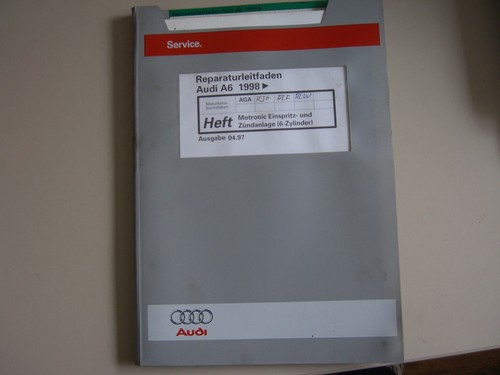 Service.
Reparaturleitfaden
Audi A6 1998 ►
AGA
Heft
Motronic Einspritz- und
Zündanlage (6-Zylinder)
Ausgabe 04.97
Audi